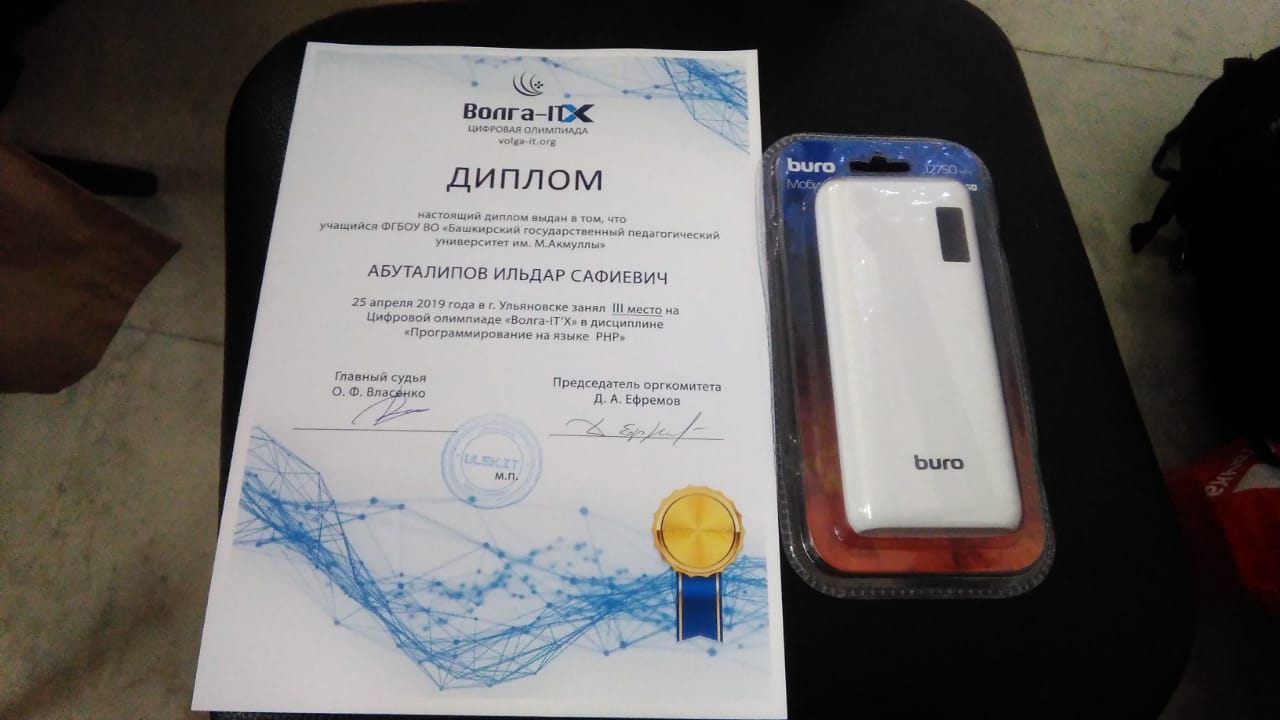 Волга-IT'X
ЦИФРОВАЯ ОЛИМПИАДА
volga-it.org
ДИПЛОМ
настоящий диплом выдан в том, что
учащийся ФГБОУ ВО «Башкирский государственный педагогический
университет им. М.Акмуллы»
АБУТАЛИПОВ ИЛЬДАР САФИЕВИЧ
25 апреля 2019 года в г. Ульяновске занял III место на
Цифровой олимпиаде «Волга-IT'X» в дисциплине
«Программирование на языке PHP»
Главный судья
О. Ф. Власенко
Председатель оргкомитета
Д. А. Ефремов
ULEKIT
м.п.
buro
12750
buro